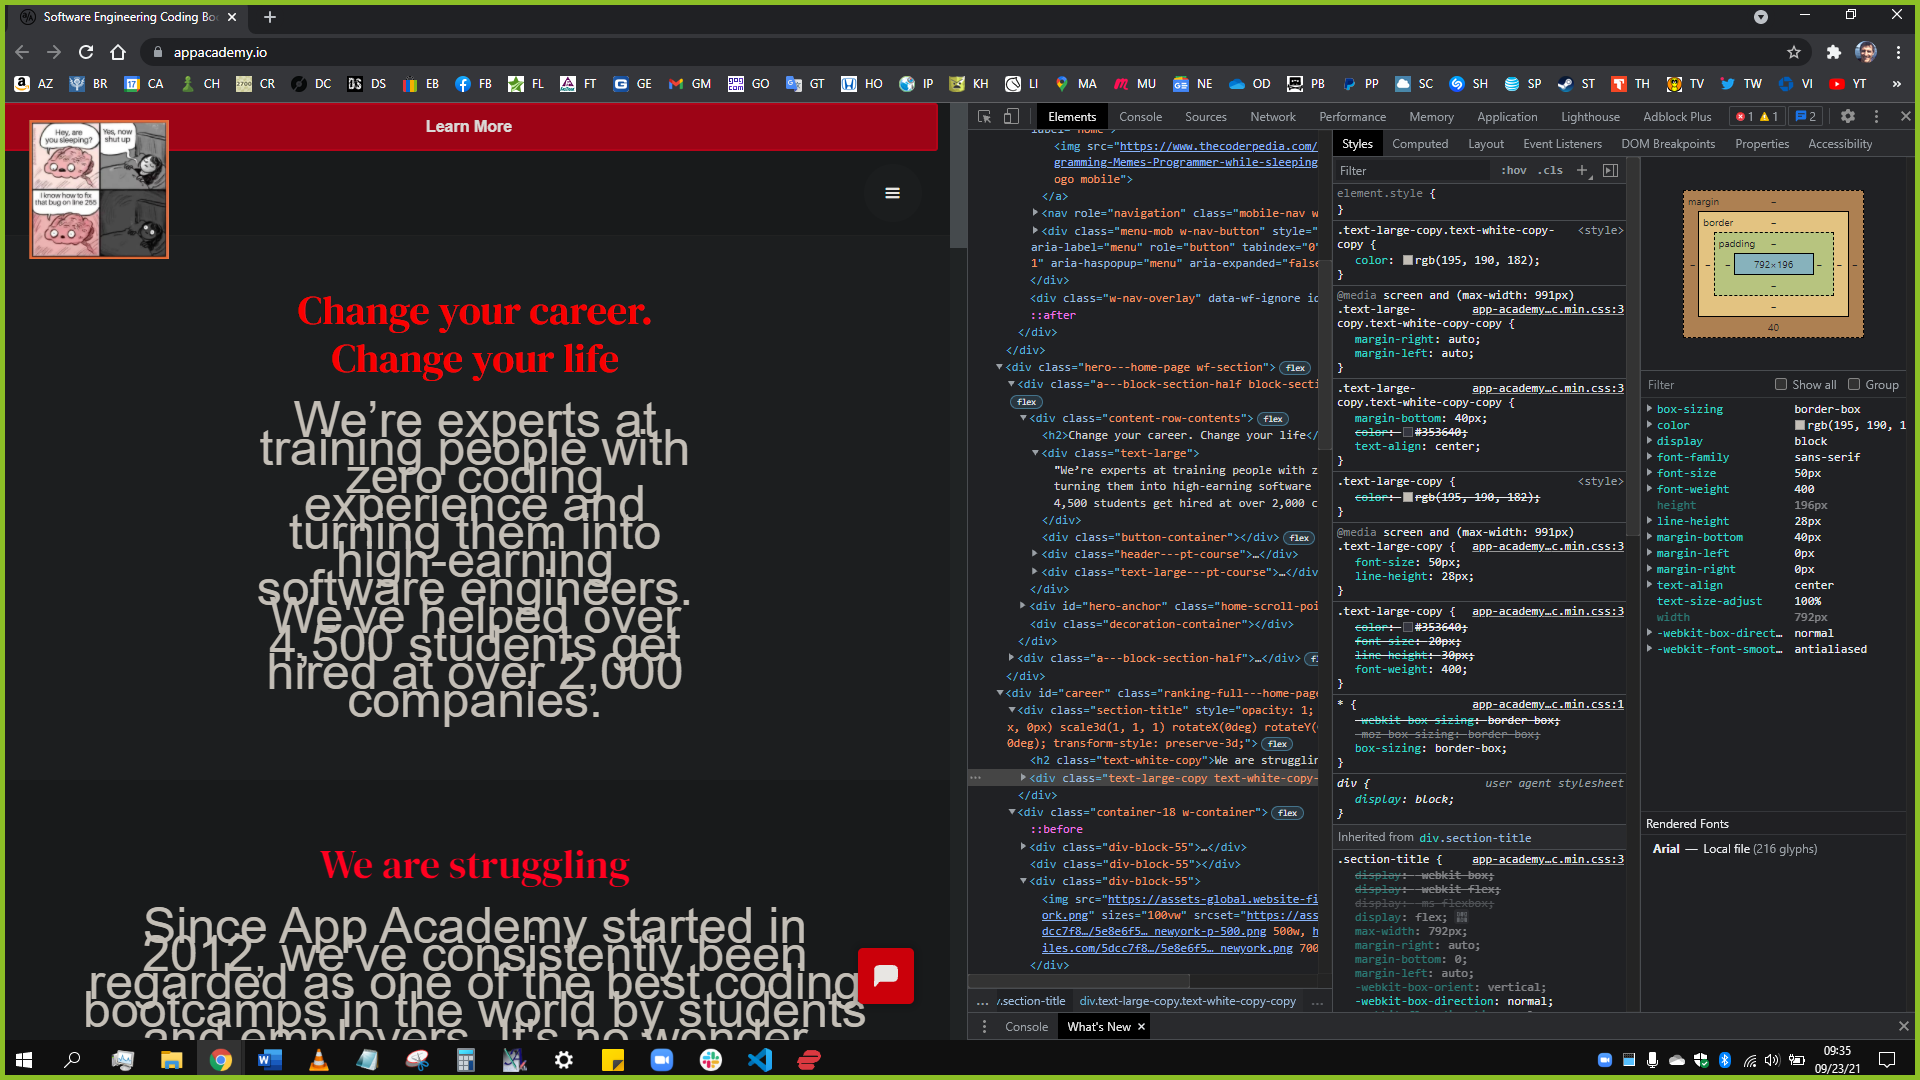 Software Engineering Coding Bo
appacademy.io
AZ BR CA CH CR DC DS EB FB FL FT GE GM GO GT HO IP KH LI MA MU NE OD PB PP SC SH SP ST TH TV TW VI YT »
Learn More
Hey, are you sleeping?
Yes, now shut up
I know how to fix that bug on line 255
Change your career.
Change your life
We’re experts at
training people with
zero coding
experience and
turning them into
high-earning
software engineers.
We've helped over
4,500 students get
hired at over 2,000
companies.
We are struggling
Since App Academy started in
2012, we've consistently been
regarded as one of the best coding
bootcamps in the world by students
and employers. It's no wonder
Elements Console Sources Network Performance Memory Application Lighthouse Adblock Plus 1 1 2
label="home">
<img src="https://www.thecoderpedia.com/
gramming-Memes-Programmer-while-sleeping
ogo mobile">
</a>
<nav role="navigation" class="mobile-nav w
<div class="menu-mob w-nav-button" style="
aria-label="menu" role="button" tabindex="0"
1" aria-haspopup="menu" aria-expanded="false
</div>
<div class="w-nav-overlay" data-wf-ignore id
::after
</div>
</div>
<div class="hero---home-page wf-section"> flex
<div class="a---block-section-half block-secti
flex
<div class="content-row-contents"> flex
<h2>Change your career. Change your life</
<div class="text-large">
"We’re experts at training people with z
turning them into high-earning software
4,500 students get hired at over 2,000 c
</div>
<div class="button-container"></div> flex
<div class="header---pt-course">…</div>
<div class="text-large---pt-course">…</div
</div>
<div id="hero-anchor" class="home-scroll-poi
<div class="decoration-container"></div>
</div>
<div class="a---block-section-half">…</div> fl
</div>
<div id="career" class="ranking-full---home-page
<div class="section-title" style="opacity: 1;
x, 0px) scale3d(1, 1, 1) rotateX(0deg) rotateY(
0deg); transform-style: preserve-3d;"> flex
<h2 class="text-white-copy">We are strugglin
… <div class="text-large-copy text-white-copy-
</div>
<div class="container-18 w-container"> flex
::before
<div class="div-block-55">…</div>
<div class="div-block-55"></div>
<div class="div-block-55">
<img src="https://assets-global.website-fi
ork.png" sizes="100vw" srcset="https://ass
dcc7f8…/5e8e6f5… newyork-p-500.png 500w, h
iles.com/5dcc7f8…/5e8e6f5… newyork.png 700
</div>
… v.section-title div.text-large-copy.text-white-copy-copy …
Styles Computed Layout Event Listeners DOM Breakpoints Properties Accessibility
Filter :hov .cls +
element.style {
}
.text-large-copy.text-white-copy- <style>
copy {
color: rgb(195, 190, 182);
}
@media screen and (max-width: 991px)
.text-large- app-academy…c.min.css:3
copy.text-white-copy-copy {
margin-right: auto;
margin-left: auto;
}
.text-large- app-academy…c.min.css:3
copy.text-white-copy-copy {
margin-bottom: 40px;
color: #353640;
text-align: center;
}
.text-large-copy { <style>
color: rgb(195, 190, 182);
}
@media screen and (max-width: 991px)
.text-large-copy { app-academy…c.min.css:3
font-size: 50px;
line-height: 28px;
}
.text-large-copy { app-academy…c.min.css:3
color: #353640;
font-size: 20px;
line-height: 30px;
font-weight: 400;
}
* { app-academy…c.min.css:1
-webkit-box-sizing: border-box;
-moz-box-sizing: border-box;
box-sizing: border-box;
}
div { user agent stylesheet
display: block;
}
Inherited from div.section-title
.section-title { app-academy…c.min.css:3
display: -webkit-box;
display: -webkit-flex;
display: -ms-flexbox;
display: flex;
max-width: 792px;
margin-right: auto;
margin-bottom: 0;
margin-left: auto;
-webkit-box-orient: vertical;
-webkit-box-direction: normal;
margin –
border –
padding –
– – – 792×196 – – –
–
–
40
Filter Show all Group
box-sizing border-box
color rgb(195, 190, 1
display block
font-family sans-serif
font-size 50px
font-weight 400
height 196px
line-height 28px
margin-bottom 40px
margin-left 0px
margin-right 0px
text-align center
text-size-adjust 100%
width 792px
-webkit-box-direct… normal
-webkit-font-smoot… antialiased
Rendered Fonts
Arial — Local file (216 glyphs)
Console What's New
09:35
09/23/21